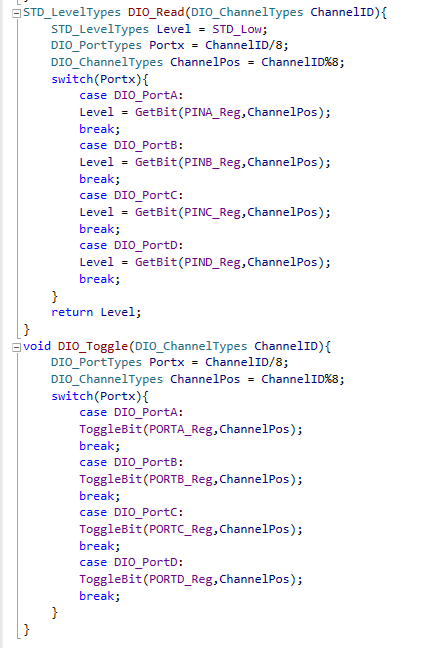 STD_LevelTypes DIO_Read(DIO_ChannelTypes ChannelID){
STD_LevelTypes Level = STD_Low;
DIO_PortTypes Portx = ChannelID/8;
DIO_ChannelTypes ChannelPos = ChannelID%8;
switch(Portx){
case DIO_PortA:
Level = GetBit(PINA_Reg,ChannelPos);
break;
case DIO_PortB:
Level = GetBit(PINB_Reg,ChannelPos);
break;
case DIO_PortC:
Level = GetBit(PINC_Reg,ChannelPos);
break;
case DIO_PortD:
Level = GetBit(PIND_Reg,ChannelPos);
break;
}
return Level;
}
void DIO_Toggle(DIO_ChannelTypes ChannelID){
DIO_PortTypes Portx = ChannelID/8;
DIO_ChannelTypes ChannelPos = ChannelID%8;
switch(Portx){
case DIO_PortA:
ToggleBit(PORTA_Reg,ChannelPos);
break;
case DIO_PortB:
ToggleBit(PORTB_Reg,ChannelPos);
break;
case DIO_PortC:
ToggleBit(PORTC_Reg,ChannelPos);
break;
case DIO_PortD:
ToggleBit(PORTD_Reg,ChannelPos);
break;
}
}